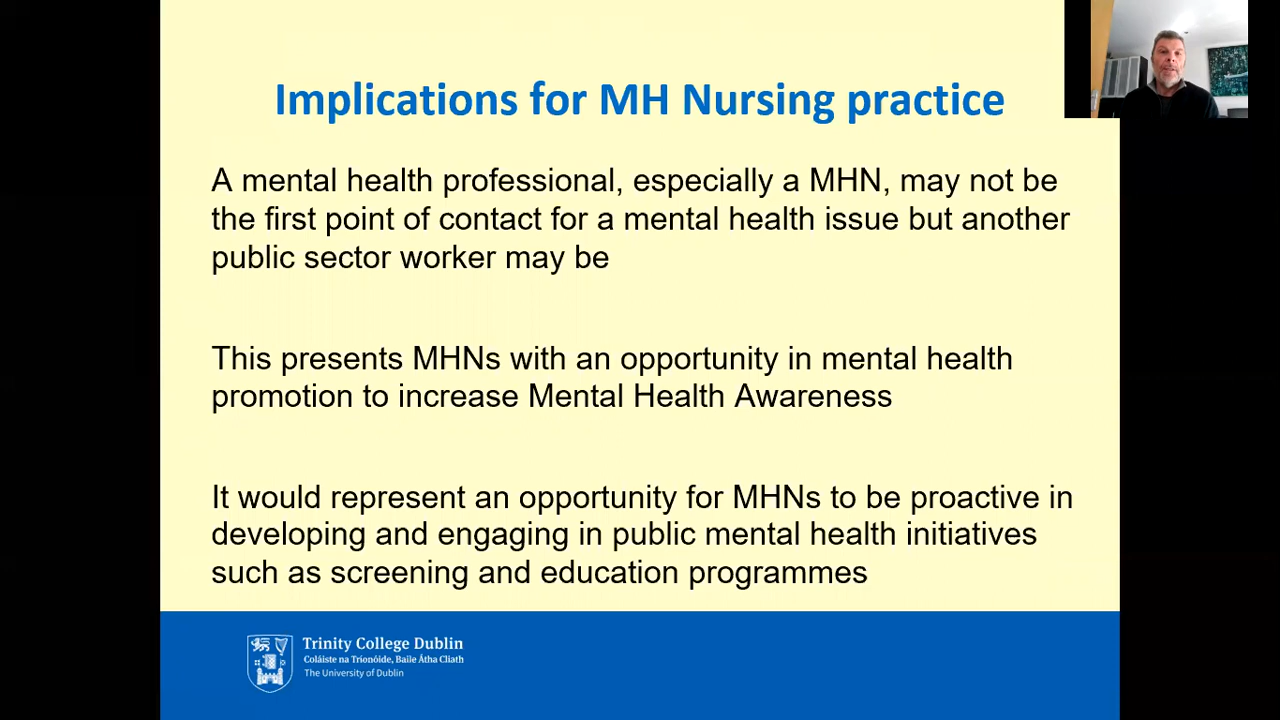 Implications for MH Nursing practice
A mental health professional, especially a MHN, may not be
the first point of contact for a mental health issue but another
public sector worker may be
This presents MHNs with an opportunity in mental health
promotion to increase Mental Health Awareness
It would represent an opportunity for MHNs to be proactive in
developing and engaging in public mental health initiatives
such as screening and education programmes
Trinity College Dublin
Coláiste na Tríonóide, Baile Átha Cliath
The University of Dublin